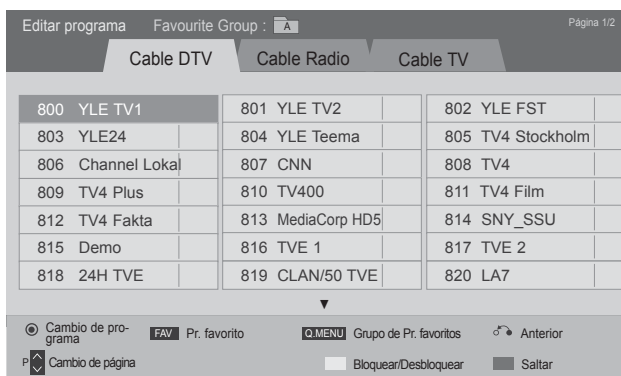 Editar programa Favourite Group : A Página 1/2
Cable DTV Cable Radio Cable TV
800 YLE TV1 801 YLE TV2 802 YLE FST
803 YLE24 804 YLE Teema 805 TV4 Stockholm
806 Channel Lokal 807 CNN 808 TV4
809 TV4 Plus 810 TV400 811 TV4 Film
812 TV4 Fakta 813 MediaCorp HD5 814 SNY_SSU
815 Demo 816 TVE 1 817 TVE 2
818 24H TVE 819 CLAN/50 TVE 820 LA7
Cambio de pro-
grama FAV Pr. favorito Q.MENU Grupo de Pr. favoritos Anterior
P Cambio de página Bloquear/Desbloquear Saltar